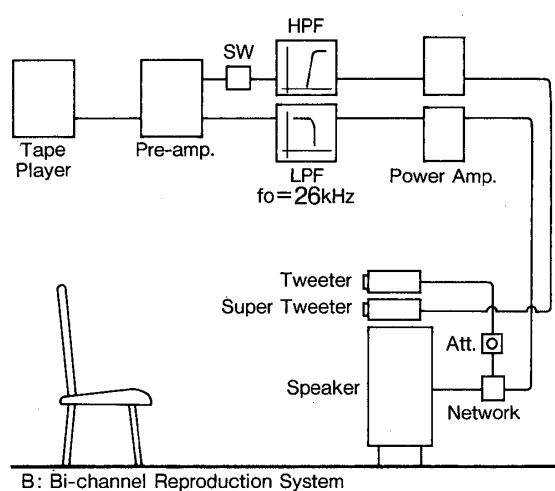 HPF
SW
Tape
Player
Pre-amp.
LPF
fo=26kHz
Power Amp.
Tweeter
Super Tweeter
Att.
Speaker
Network
B: Bi-channel Reproduction System